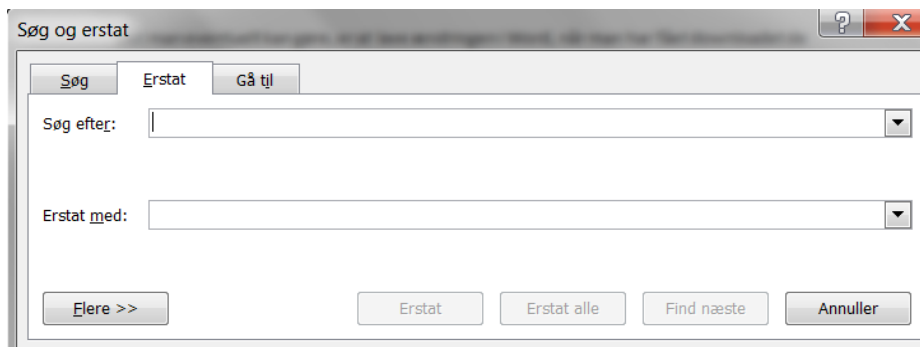 Søg og erstat
Søg Erstat Gå til
Søg efter:
Erstat med:
Flere >> Erstat Erstat alle Find næste Annuller